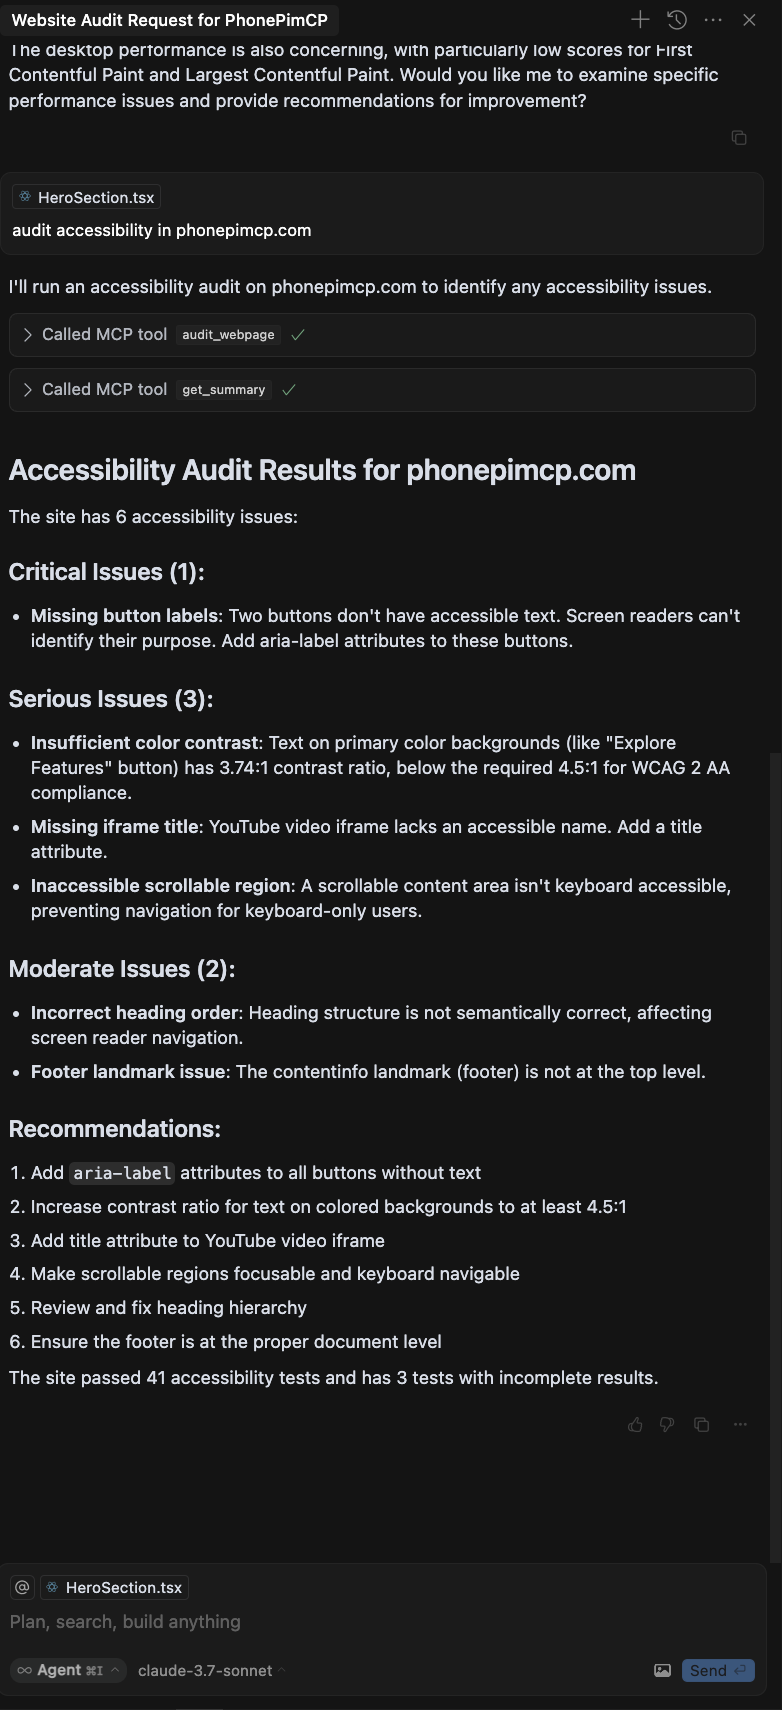 Website Audit Request for PhonePimCP
The desktop performance is also concerning, with particularly low scores for First
Contentful Paint and Largest Contentful Paint. Would you like me to examine specific
performance issues and provide recommendations for improvement?
HeroSection.tsx
audit accessibility in phonepimcp.com
I'll run an accessibility audit on phonepimcp.com to identify any accessibility issues.
Called MCP tool audit_webpage
Called MCP tool get_summary
Accessibility Audit Results for phonepimcp.com
The site has 6 accessibility issues:
Critical Issues (1):
• Missing button labels: Two buttons don't have accessible text. Screen readers can't
identify their purpose. Add aria-label attributes to these buttons.
Serious Issues (3):
• Insufficient color contrast: Text on primary color backgrounds (like "Explore
Features" button) has 3.74:1 contrast ratio, below the required 4.5:1 for WCAG 2 AA
compliance.
• Missing iframe title: YouTube video iframe lacks an accessible name. Add a title
attribute.
• Inaccessible scrollable region: A scrollable content area isn't keyboard accessible,
preventing navigation for keyboard-only users.
Moderate Issues (2):
• Incorrect heading order: Heading structure is not semantically correct, affecting
screen reader navigation.
• Footer landmark issue: The contentinfo landmark (footer) is not at the top level.
Recommendations:
1. Add aria-label attributes to all buttons without text
2. Increase contrast ratio for text on colored backgrounds to at least 4.5:1
3. Add title attribute to YouTube video iframe
4. Make scrollable regions focusable and keyboard navigable
5. Review and fix heading hierarchy
6. Ensure the footer is at the proper document level
The site passed 41 accessibility tests and has 3 tests with incomplete results.
@ HeroSection.tsx
Plan, search, build anything
∞ Agent ⌘I claude-3.7-sonnet Send